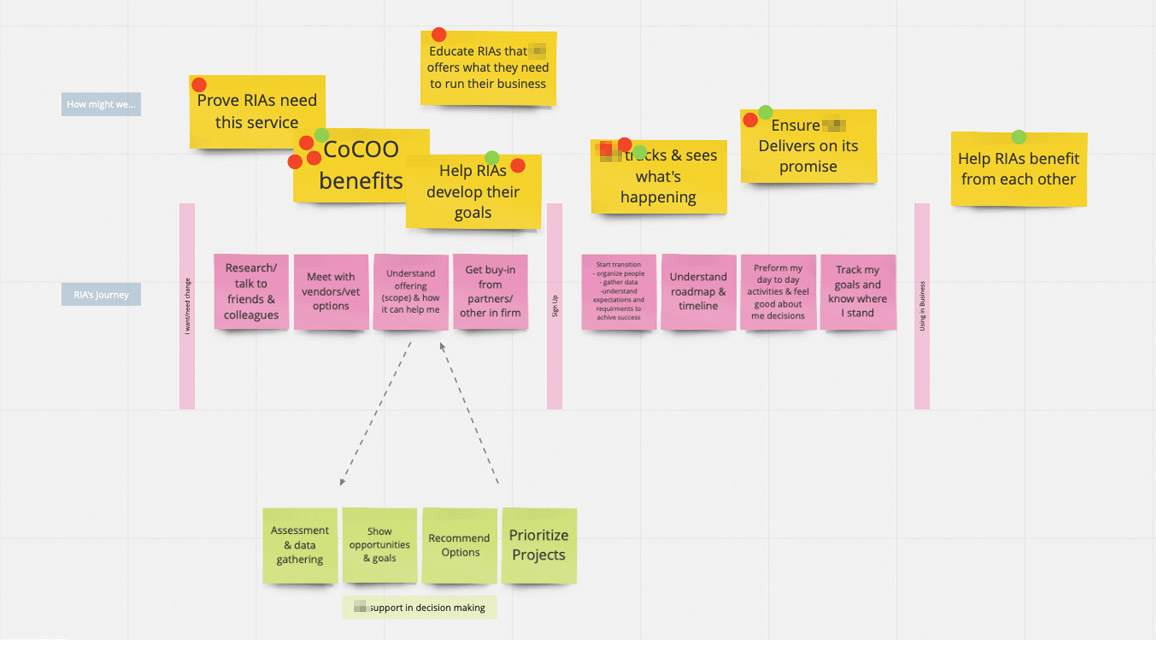 Educate RIAs that
offers what they need
to run their business
How might we...
Prove RIAs need
this service
CoCOO
benefits
Help RIAs
develop their
goals
tracks & sees
what's
happening
Ensure
Delivers on its
promise
Help RIAs benefit
from each other
RIA's Journey
I want/need change
Research/
talk to
friends &
colleagues
Meet with
vendors/vet
options
Understand
offering
(scope) & how
it can help me
Get buy-in
from
partners/
other in firm
Sign Up
Start transition
- organize people
- gather data
-understand
expectations and
requirments to
achive success
Understand
roadmap &
timeline
Preform my
day to day
activities & feel
good about
me decisions
Track my
goals and
know where
I stand
Using in Business
Assessment
& data
gathering
Show
opportunities
& goals
Recommend
Options
Prioritize
Projects
support in decision making